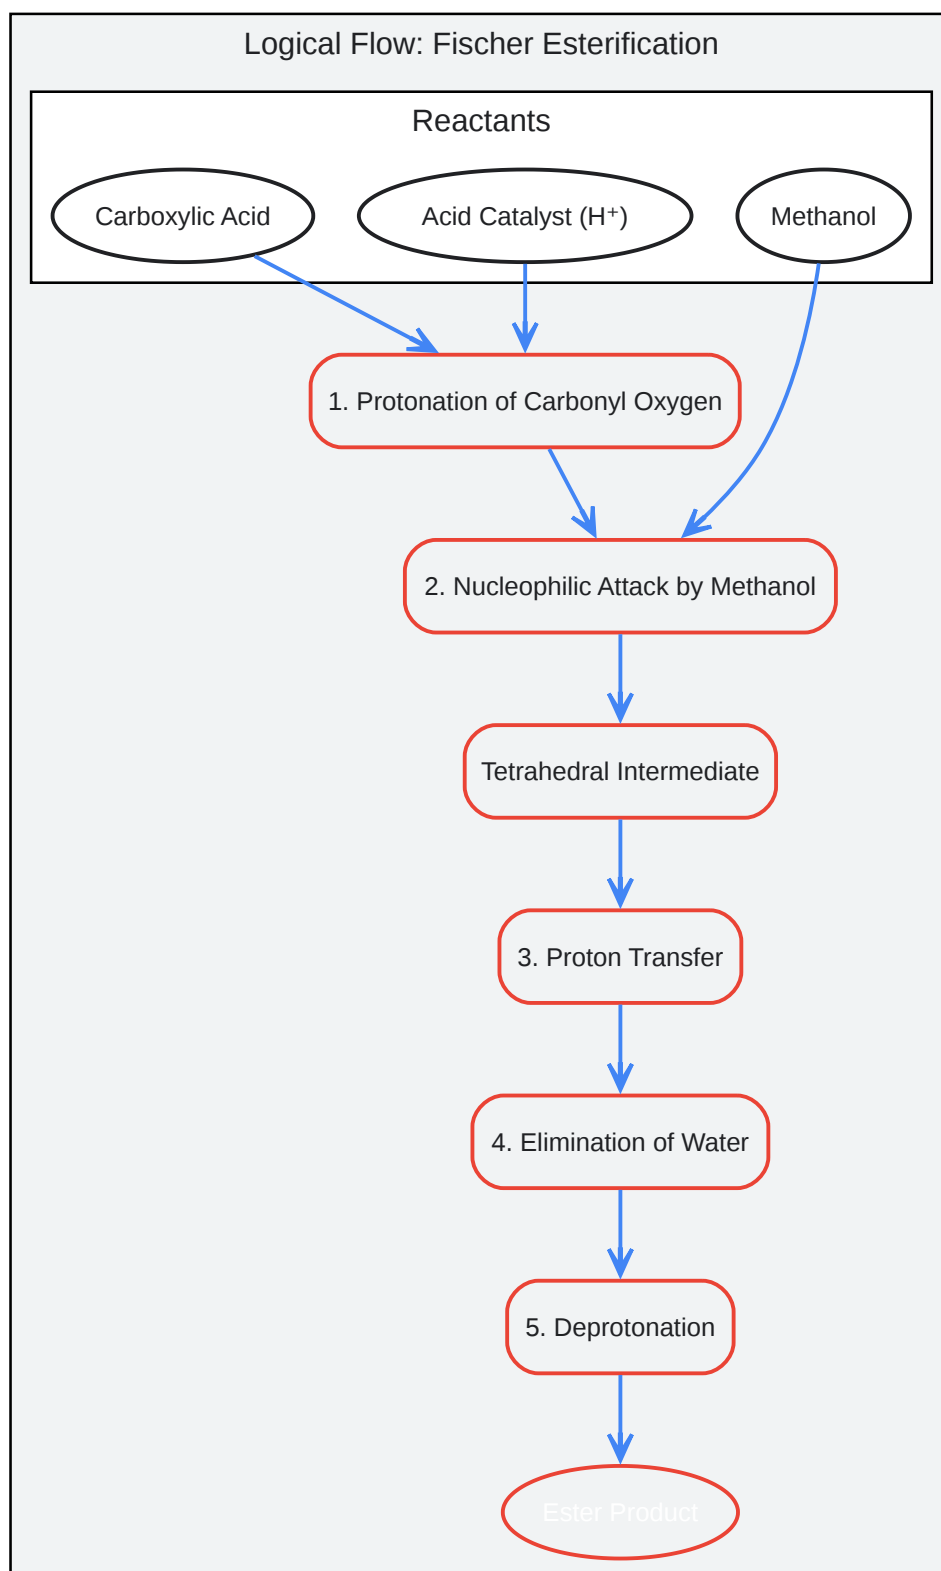 Logical Flow: Fischer Esterification
Reactants
Carboxylic Acid
Acid Catalyst (H⁺)
Methanol
1. Protonation of Carbonyl Oxygen
2. Nucleophilic Attack by Methanol
Tetrahedral Intermediate
3. Proton Transfer
4. Elimination of Water
5. Deprotonation
Ester Product